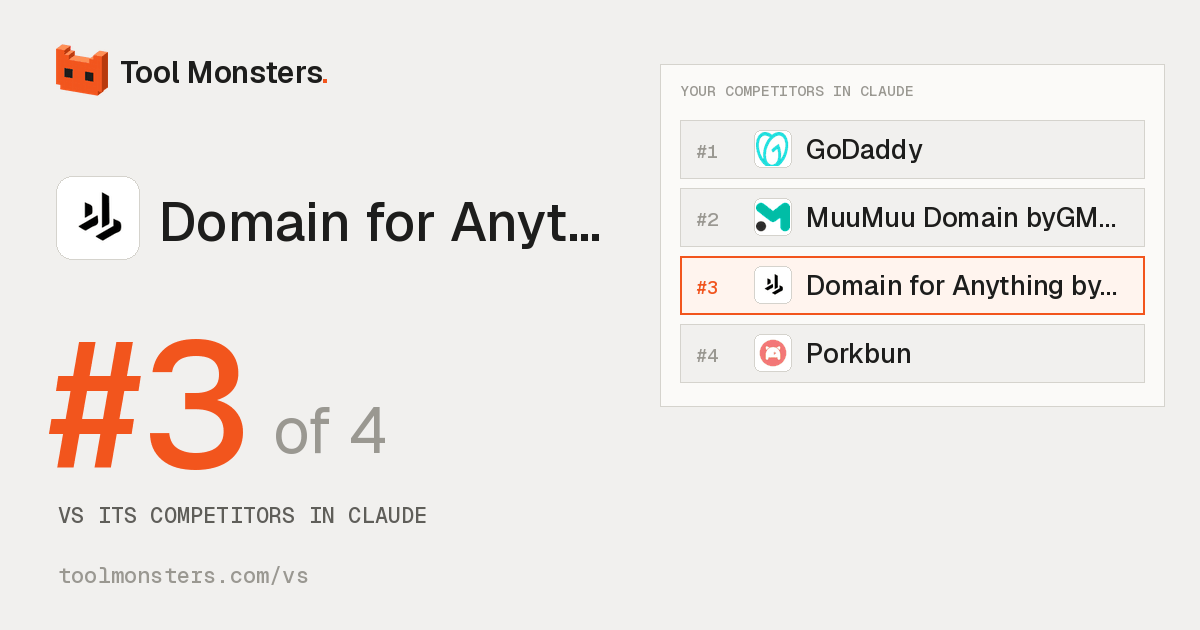 Tool Monsters.
Domain for Anyt...
#3 of 4
VS ITS COMPETITORS IN CLAUDE
toolmonsters.com/vs
YOUR COMPETITORS IN CLAUDE
#1 GoDaddy
#2 MuuMuu Domain byGM...
#3 Domain for Anything by...
#4 Porkbun